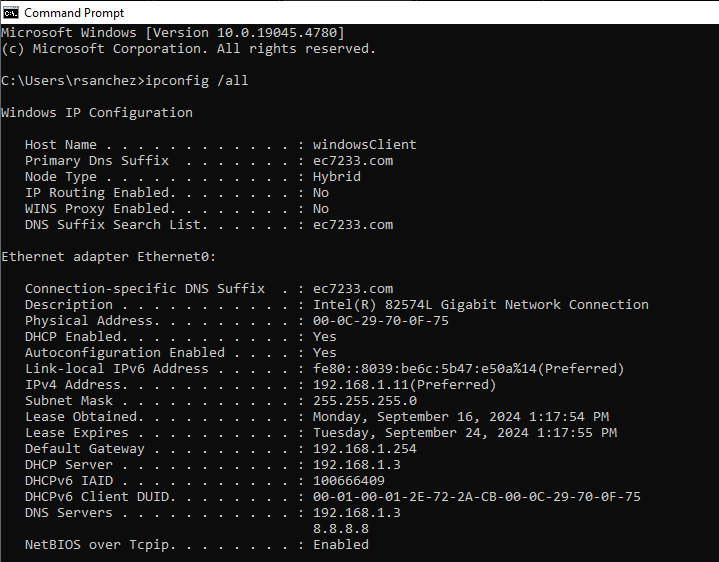 Command Prompt
Microsoft Windows [Version 10.0.19045.4780]
(c) Microsoft Corporation. All rights reserved.
C:\Users\rsanchez>ipconfig /all
Windows IP Configuration
Host Name . . . . . . . . . . . . : windowsClient
Primary Dns Suffix  . . . . . . . : ec7233.com
Node Type . . . . . . . . . . . . : Hybrid
IP Routing Enabled. . . . . . . . : No
WINS Proxy Enabled. . . . . . . . : No
DNS Suffix Search List. . . . . . : ec7233.com
Ethernet adapter Ethernet0:
Connection-specific DNS Suffix  . : ec7233.com
Description . . . . . . . . . . . : Intel(R) 82574L Gigabit Network Connection
Physical Address. . . . . . . . . : 00-0C-29-70-0F-75
DHCP Enabled. . . . . . . . . . . : Yes
Autoconfiguration Enabled . . . . : Yes
Link-local IPv6 Address . . . . . : fe80::8039:be6c:5b47:e50a%14(Preferred)
IPv4 Address. . . . . . . . . . . : 192.168.1.11(Preferred)
Subnet Mask . . . . . . . . . . . : 255.255.255.0
Lease Obtained. . . . . . . . . . : Monday, September 16, 2024 1:17:54 PM
Lease Expires . . . . . . . . . . : Tuesday, September 24, 2024 1:17:55 PM
Default Gateway . . . . . . . . . : 192.168.1.254
DHCP Server . . . . . . . . . . . : 192.168.1.3
DHCPv6 IAID . . . . . . . . . . . : 100666409
DHCPv6 Client DUID. . . . . . . . : 00-01-00-01-2E-72-2A-CB-00-0C-29-70-0F-75
DNS Servers . . . . . . . . . . . : 192.168.1.3
8.8.8.8
NetBIOS over Tcpip. . . . . . . . : Enabled